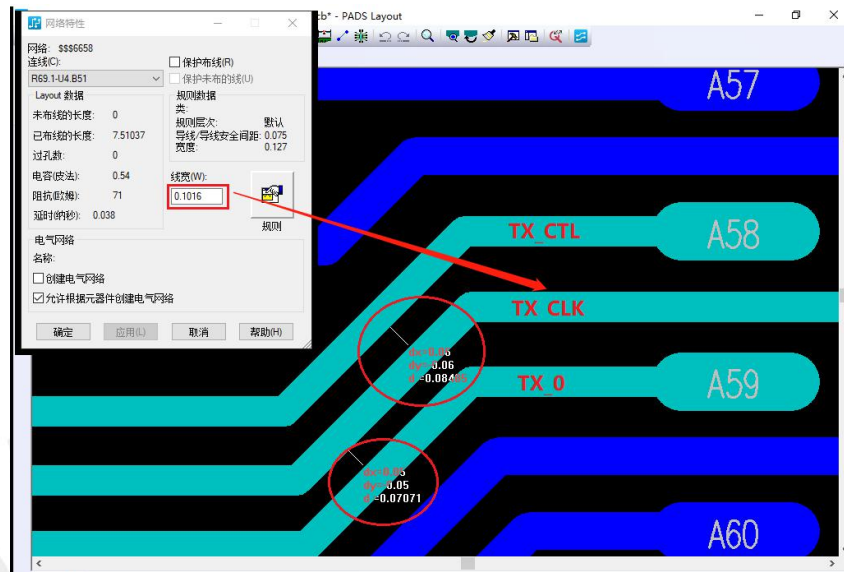 cb* - PADS Layout
网络特性
网络: $$$6658
连线(C):
R69.1-U4.B51
保护布线(R)
保护未布的线(U)
Layout 数据
未布线的长度: 0
已布线的长度: 7.51037
过孔数: 0
电容(皮法): 0.54
阻抗(欧姆): 71
延时(纳秒): 0.038
规则数据
类:
规则层次: 默认
导线/导线安全间距: 0.075
宽度: 0.127
线宽(W):
0.1016
规则
电气网络
名称:
创建电气网络
允许根据元器件创建电气网络
确定 应用(L) 取消 帮助(H)
A57
TX_CTL
A58
TX CLK
dx=0.06
dy= 0.06
TX_0
A59
dx=0.05
dy= 0.05
d =0.07071
A60